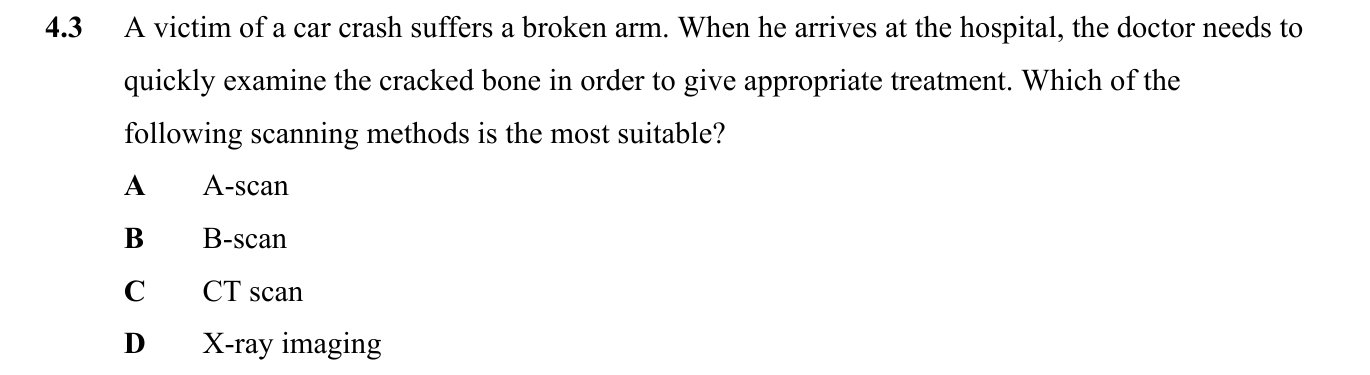 4.3 A victim of a car crash suffers a broken arm. When he arrives at the hospital, the doctor needs to
quickly examine the cracked bone in order to give appropriate treatment. Which of the
following scanning methods is the most suitable?
A A-scan
B B-scan
C CT scan
D X-ray imaging